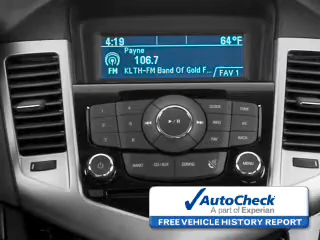 4:19 64°F
Payne
106.7
FM KLTH-FM Band Of Gold F... FAV 1
MENU
AutoCheck
A part of Experian
FREE VEHICLE HISTORY REPORT